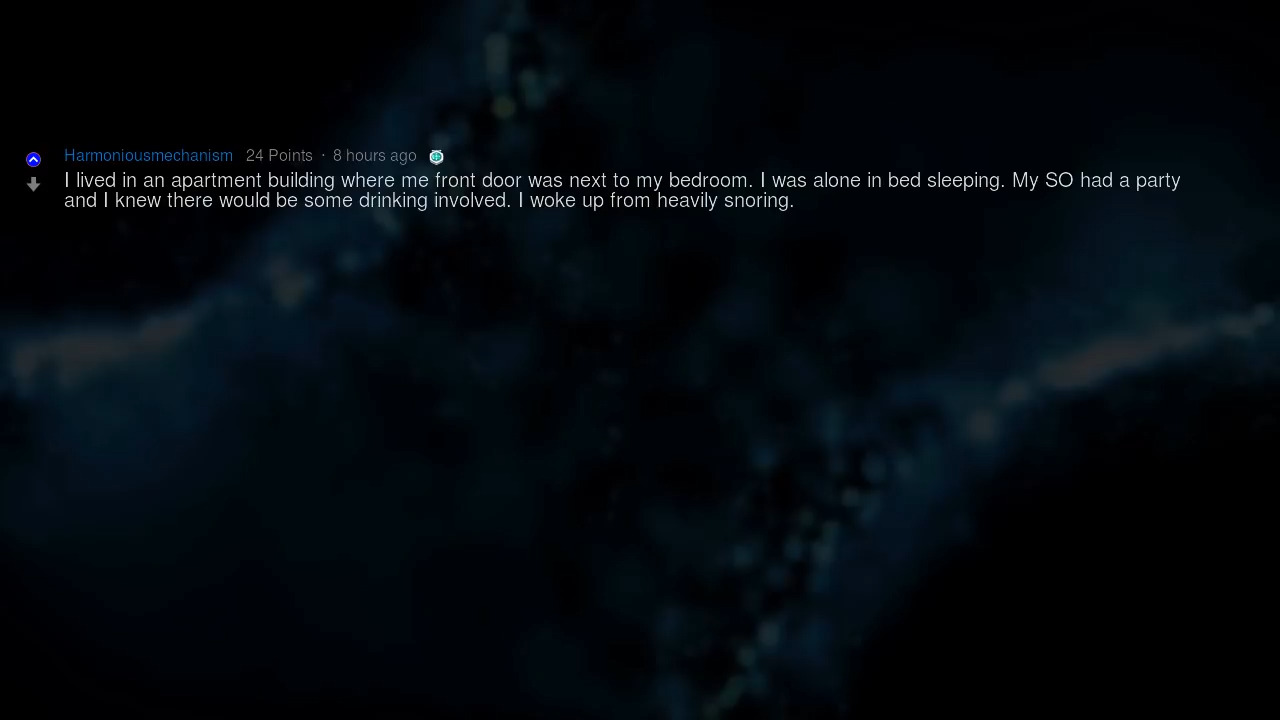 Harmoniousmechanism 24 Points · 8 hours ago
I lived in an apartment building where me front door was next to my bedroom. I was alone in bed sleeping. My SO had a party
and I knew there would be some drinking involved. I woke up from heavily snoring.